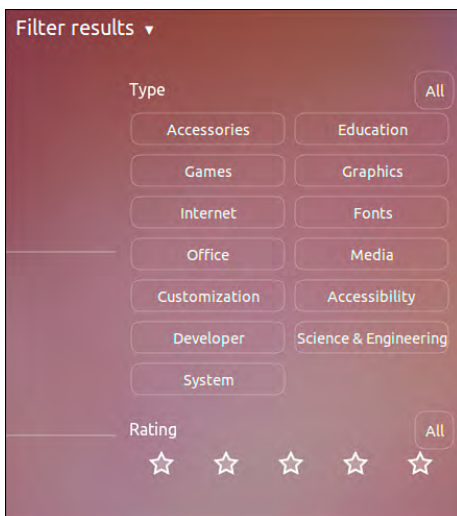 Filter results ▾
Type All
Accessories Education
Games Graphics
Internet Fonts
Office Media
Customization Accessibility
Developer Science & Engineering
System
Rating All